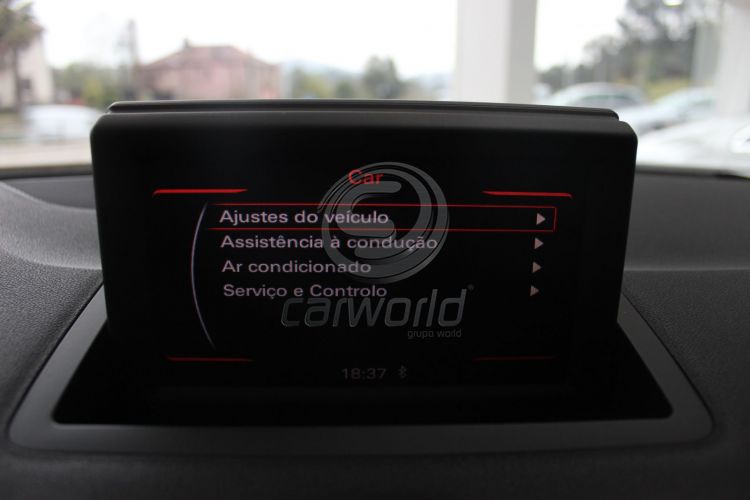 Car
Ajustes do veículo
Assistência à condução
Ar condicionado
Serviço e Controlo
carworld®
grupo world
18:37